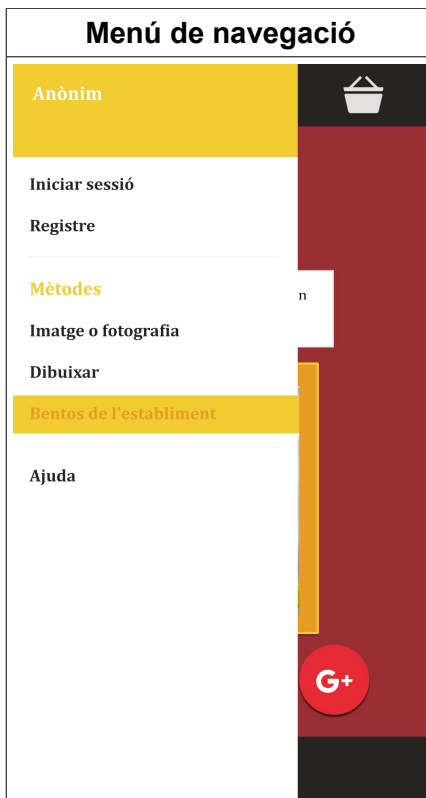 Menú de navegació
Anònim
Iniciar sessió
Registre
Mètodes
n
Imatge o fotografia
Dibuixar
Bentos de l'establiment
Ajuda
G+